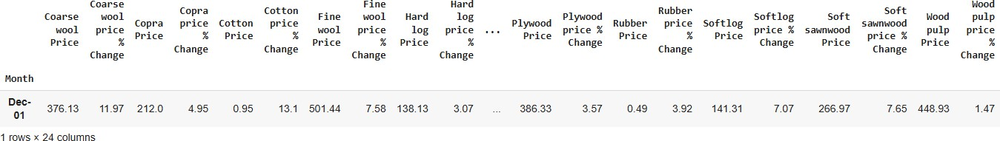 Coarse
wool
Price
Coarse
wool
price
%
Change
Copra
Price
Copra
price
%
Change
Cotton
Price
Cotton
price
%
Change
Fine
wool
Price
Fine
wool
price
%
Change
Hard
log
Price
Hard
log
price
%
Change
...
Plywood
Price
Plywood
price %
Change
Rubber
Price
Rubber
price
%
Change
Softlog
Price
Softlog
price %
Change
Soft
sawnwood
Price
Soft
sawnwood
price %
Change
Wood
pulp
Price
Wood
pulp
price
%
Change
Month
Dec-
01
376.13 11.97 212.0 4.95 0.95 13.1 501.44 7.58 138.13 3.07 ... 386.33 3.57 0.49 3.92 141.31 7.07 266.97 7.65 448.93 1.47
1 rows × 24 columns